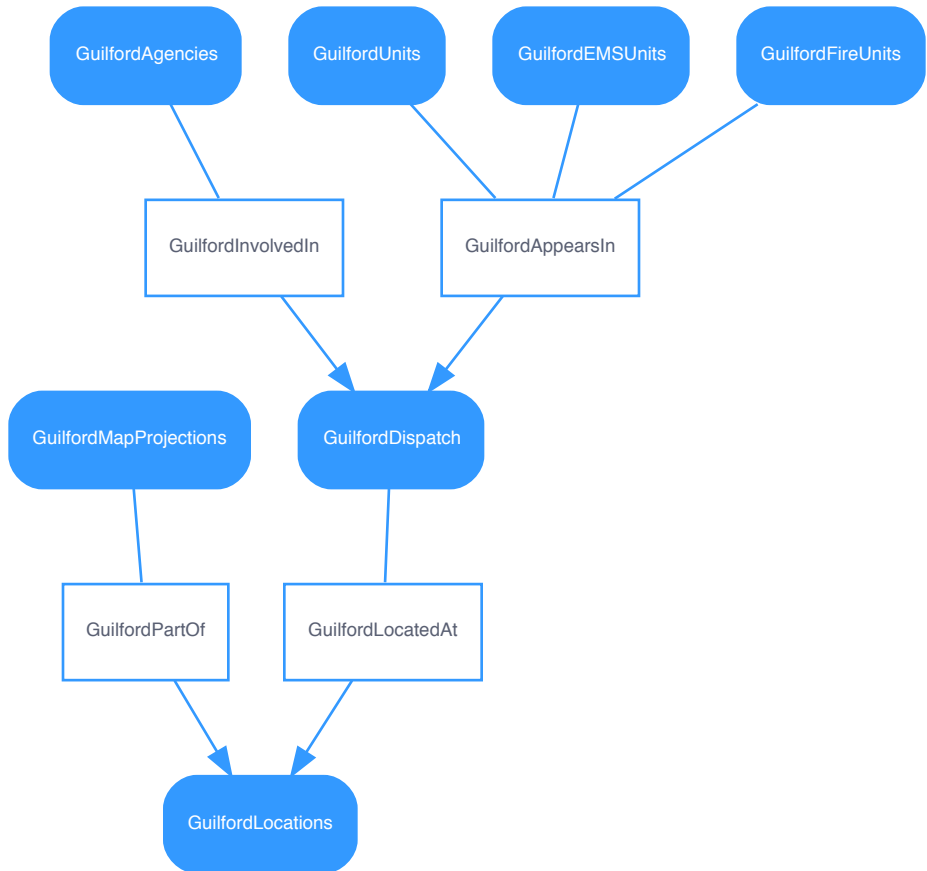 GuilfordAgencies
GuilfordUnits
GuilfordEMSUnits
GuilfordFireUnits
GuilfordInvolvedIn
GuilfordAppearsIn
GuilfordMapProjections
GuilfordDispatch
GuilfordPartOf
GuilfordLocatedAt
GuilfordLocations